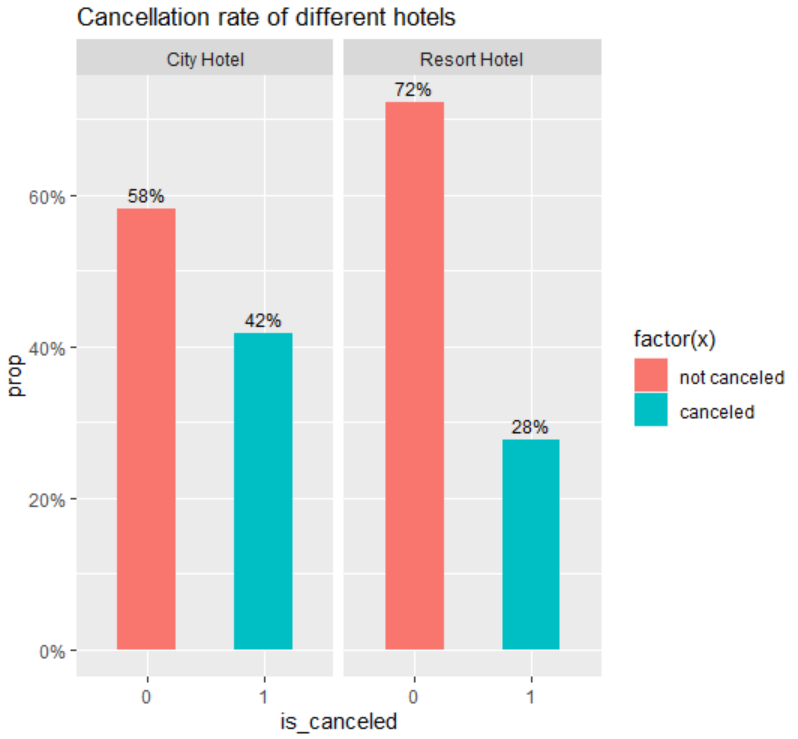 Cancellation rate of different hotels
City Hotel
Resort Hotel
72%
58%
42%
28%
60%
40%
20%
0%
prop
0
1
0
1
is_canceled
factor(x)
not canceled
canceled